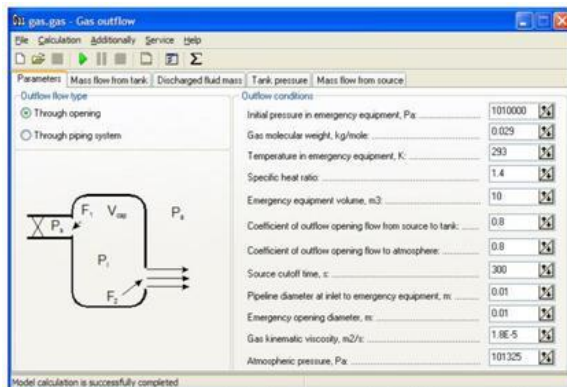 gas.gas - Gas outflow
File Calculation Additionally Service Help
Parameters Mass flow from tank Discharged fluid mass Tank pressure Mass flow from source
Outflow flow type
Through opening
Through piping system
F₁ V
Pₐ
P
P
F₂
Outflow conditions
Initial pressure in emergency equipment, Pa: 1010000
Gas molecular weight, kg/mole: 0.029
Temperature in emergency equipment, K: 293
Specific heat ratio: 1.4
Emergency equipment volume, m3: 10
Coefficient of outflow opening flow from source to tank: 0.8
Coefficient of outflow opening flow to atmosphere: 0.8
Source cutoff time, s: 300
Pipeline diameter at inlet to emergency equipment, m: 0.01
Emergency opening diameter, m: 0.01
Gas kinematic viscosity, m2/s: 1.8E-5
Atmospheric pressure, Pa: 101325
Model calculation is successfully completed